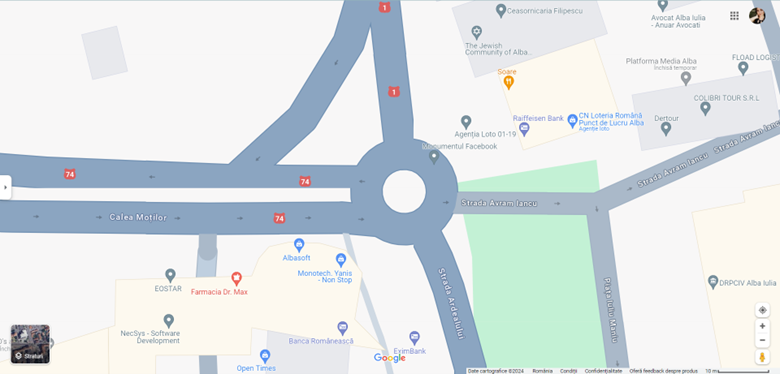 1
Ceasornicaria Filipescu
Avocat Alba Iulia -
Anuar Avocati
The Jewish
Community of Alba...
FLOAD LOGIS
Platforma Media Alba
Închisă temporar
Soare
1
COLIBRI TOUR S.R.L
CN Loteria Română
Punct de Lucru Alba
Agenție loto
Raiffeisen Bank
Dertour
Agenția Loto 01-19
Monumentul Facebook
Strada Avram Iancu
Strada Avram Iancu
74
74
Strada Avram Iancu
Calea Moților
74
Albasoft
Monotech. Yanis
- Non Stop
EOSTAR
Farmacia Dr. Max
Strada Ardealului
Piața Iuliu Maniu
DRPCIV Alba Iulia
NecSys - Software
Development
Banca Românească
EximBank
Straturi
Open Times
Google
Date cartografice ©2024 România Condiții Confidențialitate Oferă feedback despre produs 10 m